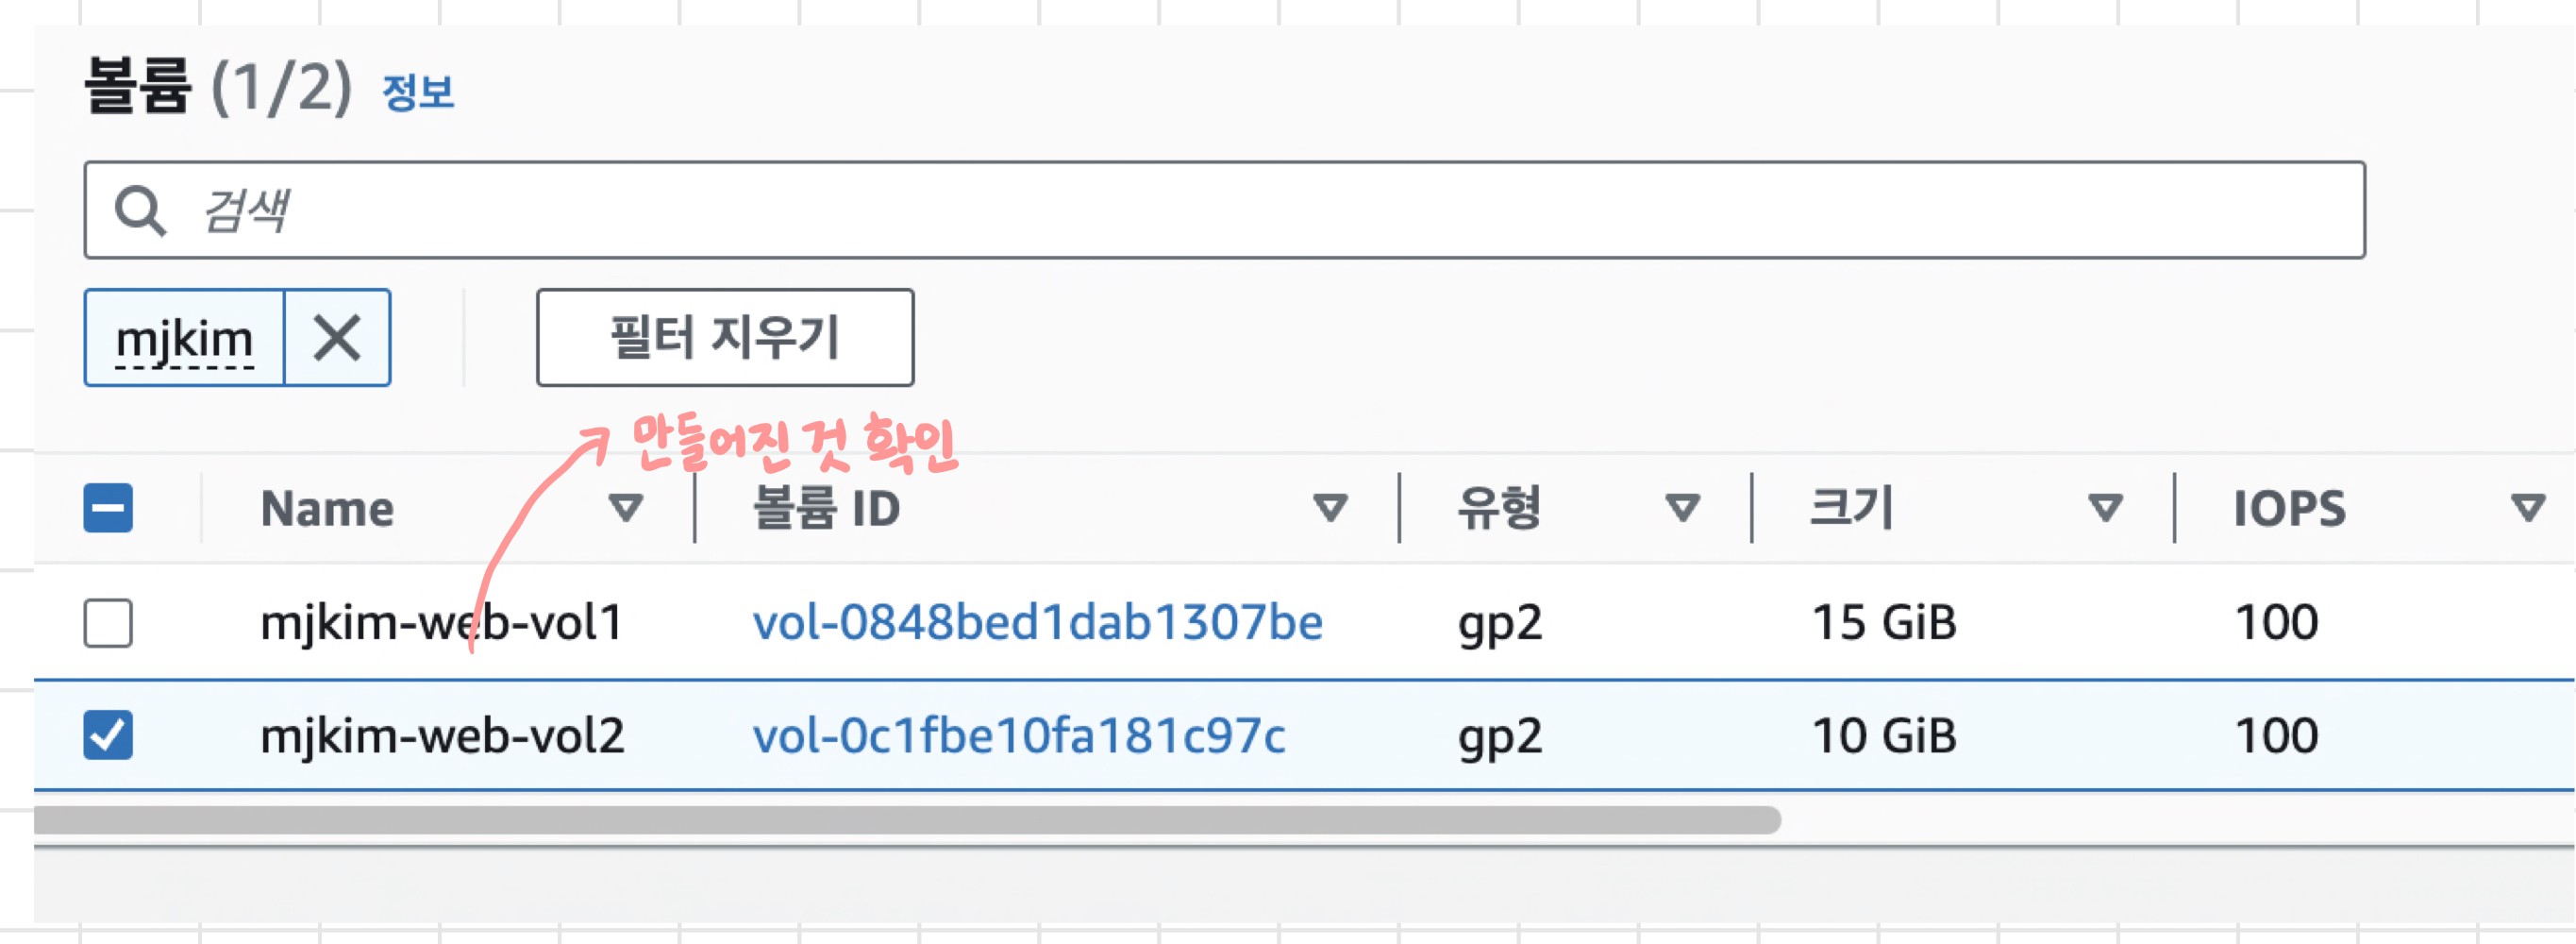 볼륨 (1/2) 정보
검색
mjkim 필터 지우기
만들어진 것 확인
Name 볼륨 ID 유형 크기 IOPS
mjkim-web-vol1 vol-0848bed1dab1307be gp2 15 GiB 100
mjkim-web-vol2 vol-0c1fbe10fa181c97c gp2 10 GiB 100